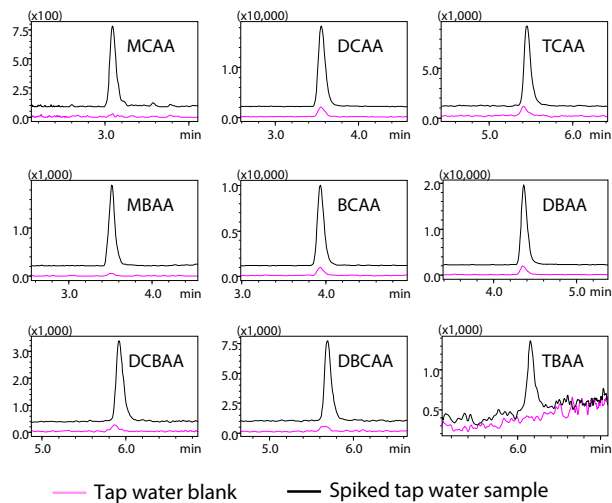 (x100)
MCAA
7.5
5.0
2.5
0.0
3.0
min
(x10,000)
DCAA
1.0
0.0
3.0
4.0
min
(x1,000)
TCAA
5.0
0.0
5.0
6.0
min
(x1,000)
MBAA
1.0
0.0
3.0
4.0
min
(x10,000)
BCAA
1.0
0.5
0.0
3.0
4.0
min
(x10,000)
DBAA
2.0
1.0
0.0
4.0
5.0
min
(x1,000)
DCBAA
3.0
2.0
1.0
0.0
5.0
6.0
min
(x1,000)
DBCAA
7.5
5.0
2.5
0.0
5.0
6.0
min
(x1,000)
TBAA
1.0
0.5
6.0
min
Tap water blank
Spiked tap water sample